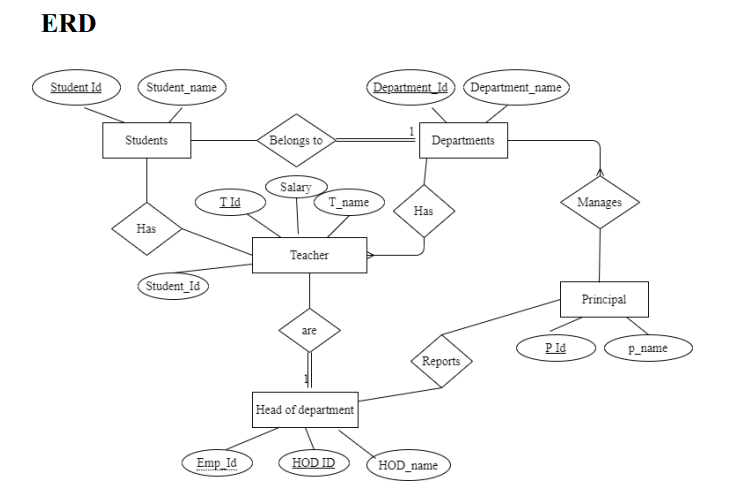 ERD
Student Id
Student_name
Department_Id
Department_name
Students
Belongs to
1
Departments
Has
T Id
Salary
T_name
Has
Manages
Teacher
Student_Id
Principal
are
Reports
P Id
p_name
1
Head of department
Emp_Id
HOD ID
HOD_name